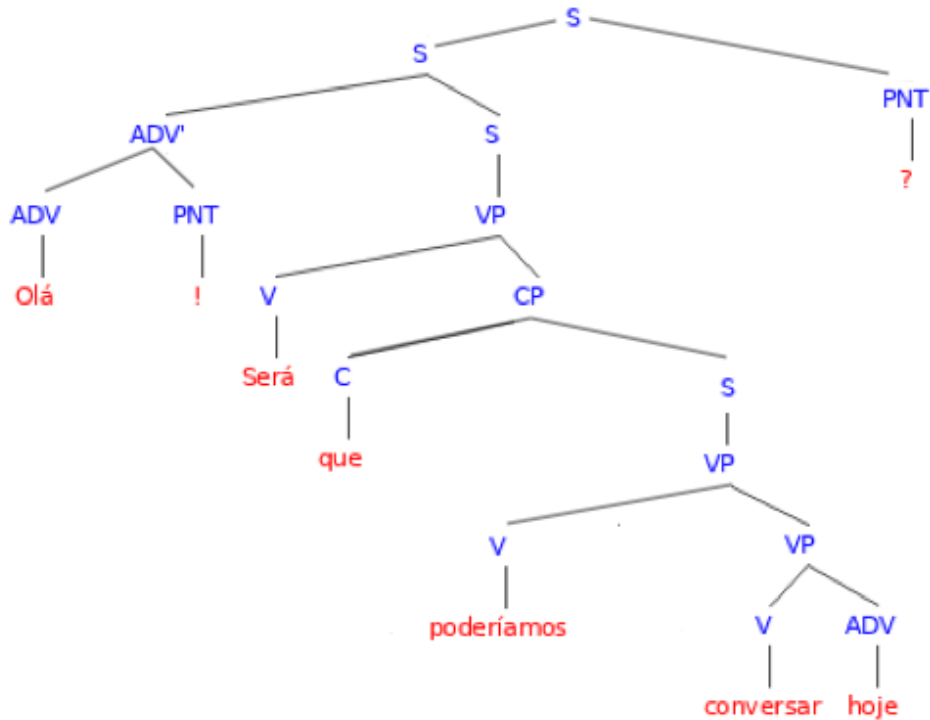 S
S
PNT
ADV'
S
?
ADV
PNT
VP
Olá
!
V
CP
Será
C
S
que
VP
V
VP
poderíamos
V
ADV
conversar
hoje